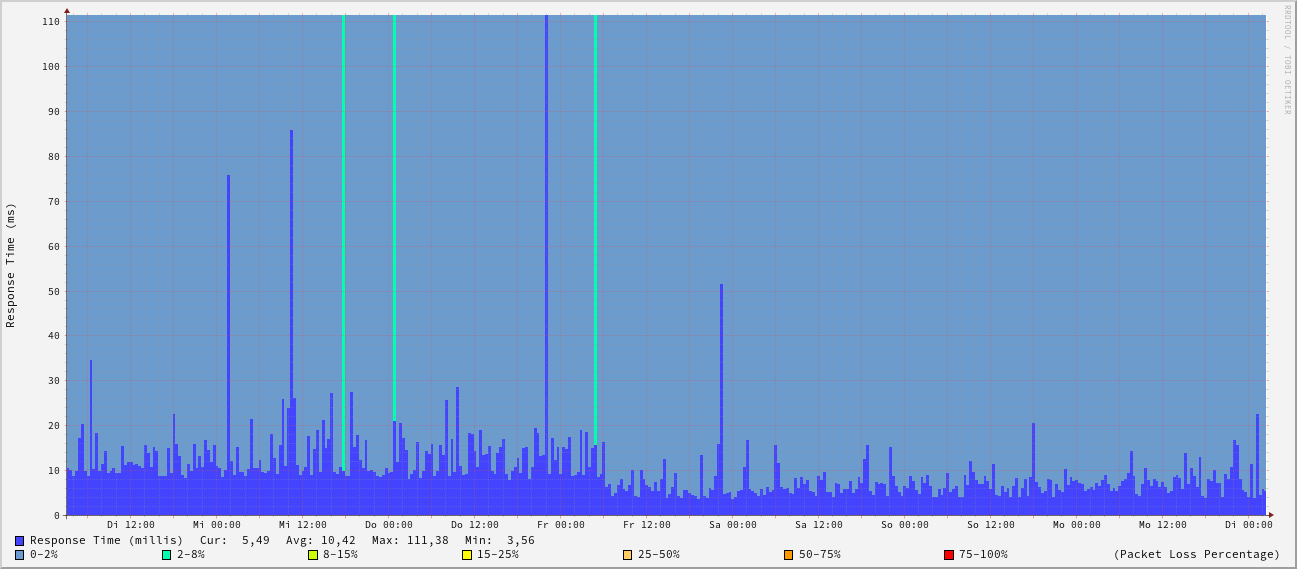 RRDTOOL / TOBI OETIKER
Response Time (ms)
110
100
90
80
70
60
50
40
30
20
10
0
Di 12:00 Mi 00:00 Mi 12:00 Do 00:00 Do 12:00 Fr 00:00 Fr 12:00 Sa 00:00 Sa 12:00 So 00:00 So 12:00 Mo 00:00 Mo 12:00 Di 00:00
Response Time (millis) Cur: 5,49 Avg: 10,42 Max: 111,38 Min: 3,56
0-2% 2-8% 8-15% 15-25% 25-50% 50-75% 75-100% (Packet Loss Percentage)